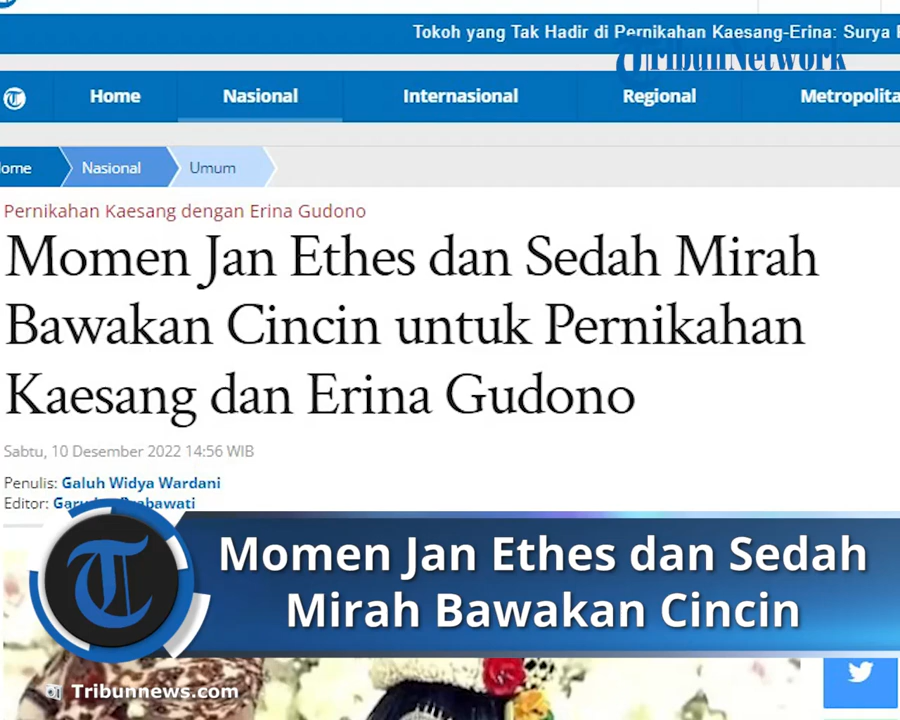 Tokoh yang Tak Hadir di Pernikahan Kaesang-Erina: Surya
TribunNetwork
Home
Nasional
Internasional
Regional
Metropolita
ome
Nasional
Umum
Pernikahan Kaesang dengan Erina Gudono
Momen Jan Ethes dan Sedah Mirah
Bawakan Cincin untuk Pernikahan
Kaesang dan Erina Gudono
Sabtu, 10 Desember 2022 14:56 WIB
Penulis: Galuh Widya Wardani
Editor:
Momen Jan Ethes dan Sedah
Mirah Bawakan Cincin
Tribunnews.com